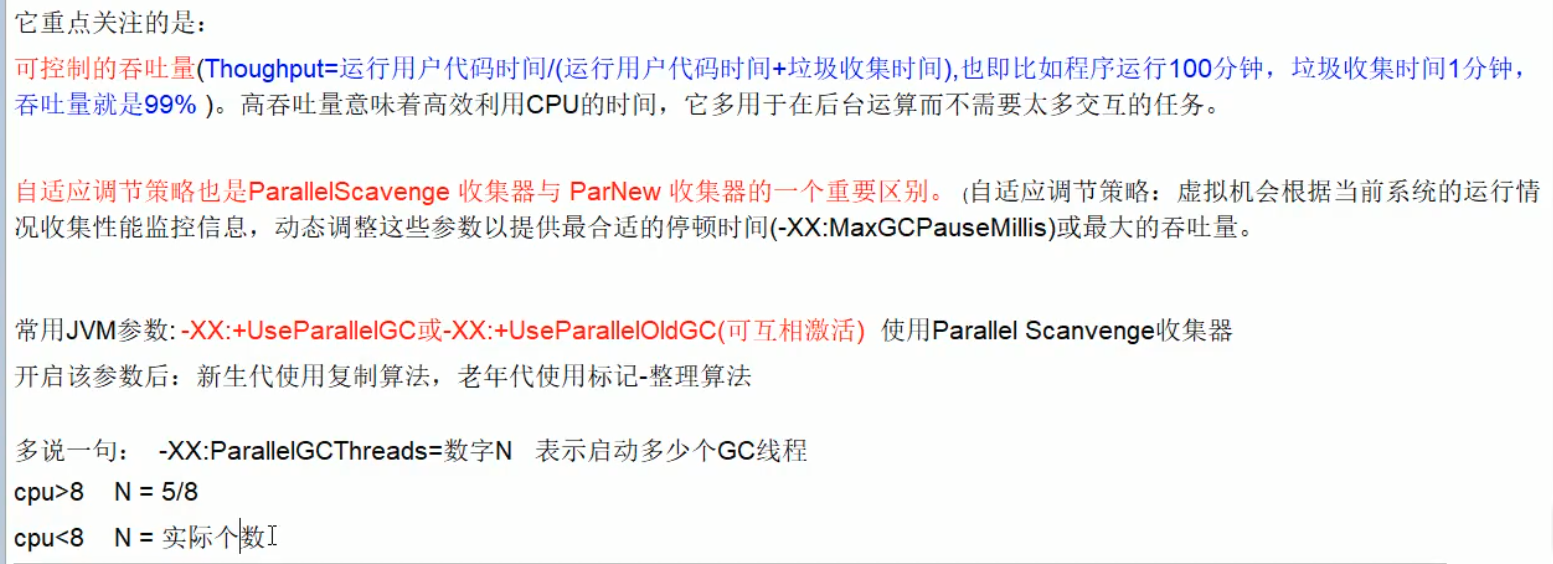 它重点关注的是：
可控制的吞吐量(Thoughput=运行用户代码时间/(运行用户代码时间+垃圾收集时间),也即比如程序运行100分钟，垃圾收集时间1分钟，
吞吐量就是99% )。高吞吐量意味着高效利用CPU的时间，它多用于在后台运算而不需要太多交互的任务。
自适应调节策略也是ParallelScavenge 收集器与 ParNew 收集器的一个重要区别。(自适应调节策略：虚拟机会根据当前系统的运行情
况收集性能监控信息，动态调整这些参数以提供最合适的停顿时间(-XX:MaxGCPauseMillis)或最大的吞吐量。
常用JVM参数: -XX:+UseParallelGC或-XX:+UseParallelOldGC(可互相激活) 使用Parallel Scanvenge收集器
开启该参数后：新生代使用复制算法，老年代使用标记-整理算法
多说一句： -XX:ParallelGCThreads=数字N 表示启动多少个GC线程
cpu>8 N = 5/8
cpu<8 N = 实际个数